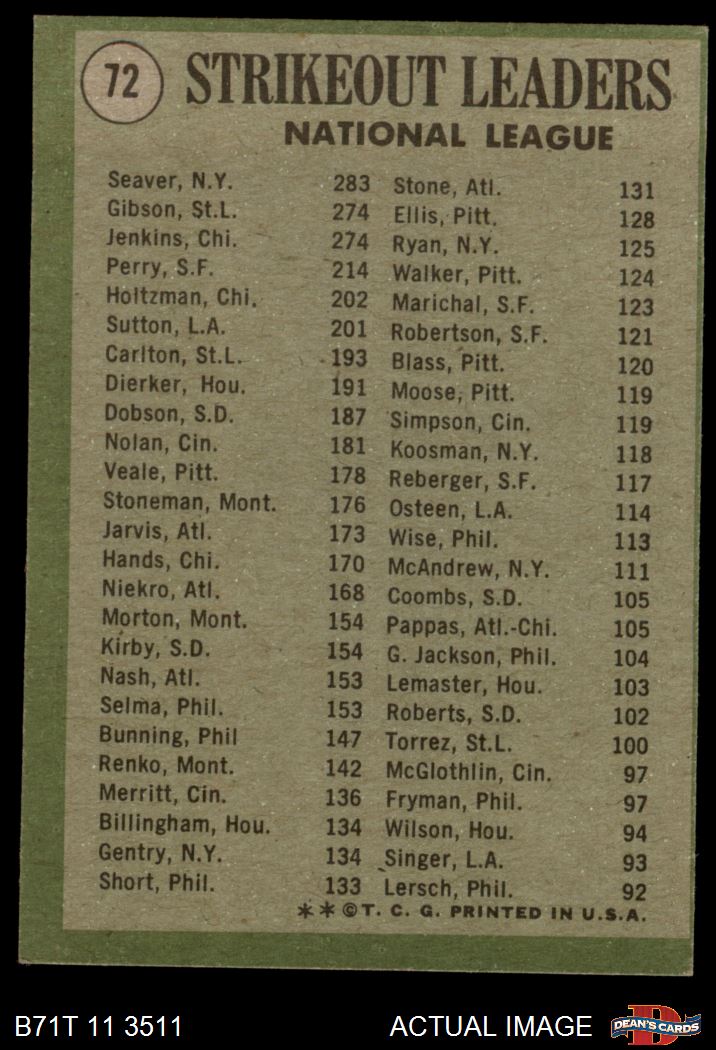 72 STRIKEOUT LEADERS
NATIONAL LEAGUE
Seaver, N.Y. 283
Gibson, St.L. 274
Jenkins, Chi. 274
Perry, S.F. 214
Holtzman, Chi. 202
Sutton, L.A. 201
Carlton, St.L. 193
Dierker, Hou. 191
Dobson, S.D. 187
Nolan, Cin. 181
Veale, Pitt. 178
Stoneman, Mont. 176
Jarvis, Atl. 173
Hands, Chi. 170
Niekro, Atl. 168
Morton, Mont. 154
Kirby, S.D. 154
Nash, Atl. 153
Selma, Phil. 153
Bunning, Phil 147
Renko, Mont. 142
Merritt, Cin. 136
Billingham, Hou. 134
Gentry, N.Y. 134
Short, Phil. 133
Stone, Atl. 131
Ellis, Pitt. 128
Ryan, N.Y. 125
Walker, Pitt. 124
Marichal, S.F. 123
Robertson, S.F. 121
Blass, Pitt. 120
Moose, Pitt. 119
Simpson, Cin. 119
Koosman, N.Y. 118
Reberger, S.F. 117
Osteen, L.A. 114
Wise, Phil. 113
McAndrew, N.Y. 111
Coombs, S.D. 105
Pappas, Atl.-Chi. 105
G. Jackson, Phil. 104
Lemaster, Hou. 103
Roberts, S.D. 102
Torrez, St.L. 100
McGlothlin, Cin. 97
Fryman, Phil. 97
Wilson, Hou. 94
Singer, L.A. 93
Lersch, Phil. 92
**©T. C. G. PRINTED IN U.S.A.
B71T 11 3511 ACTUAL IMAGE D DEAN'S CARDS